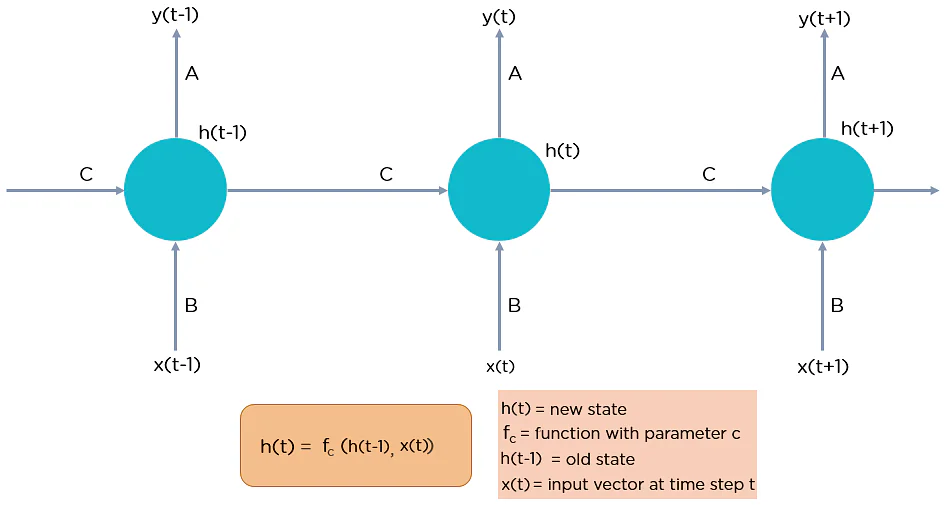 y(t-1)
y(t)
y(t+1)
A
A
A
h(t-1)
h(t)
h(t+1)
C
C
C
B
B
B
x(t-1)
x(t)
x(t+1)
h(t) = fc (h(t-1), x(t))
h(t) = new state
fc = function with parameter c
h(t-1) = old state
x(t) = input vector at time step t